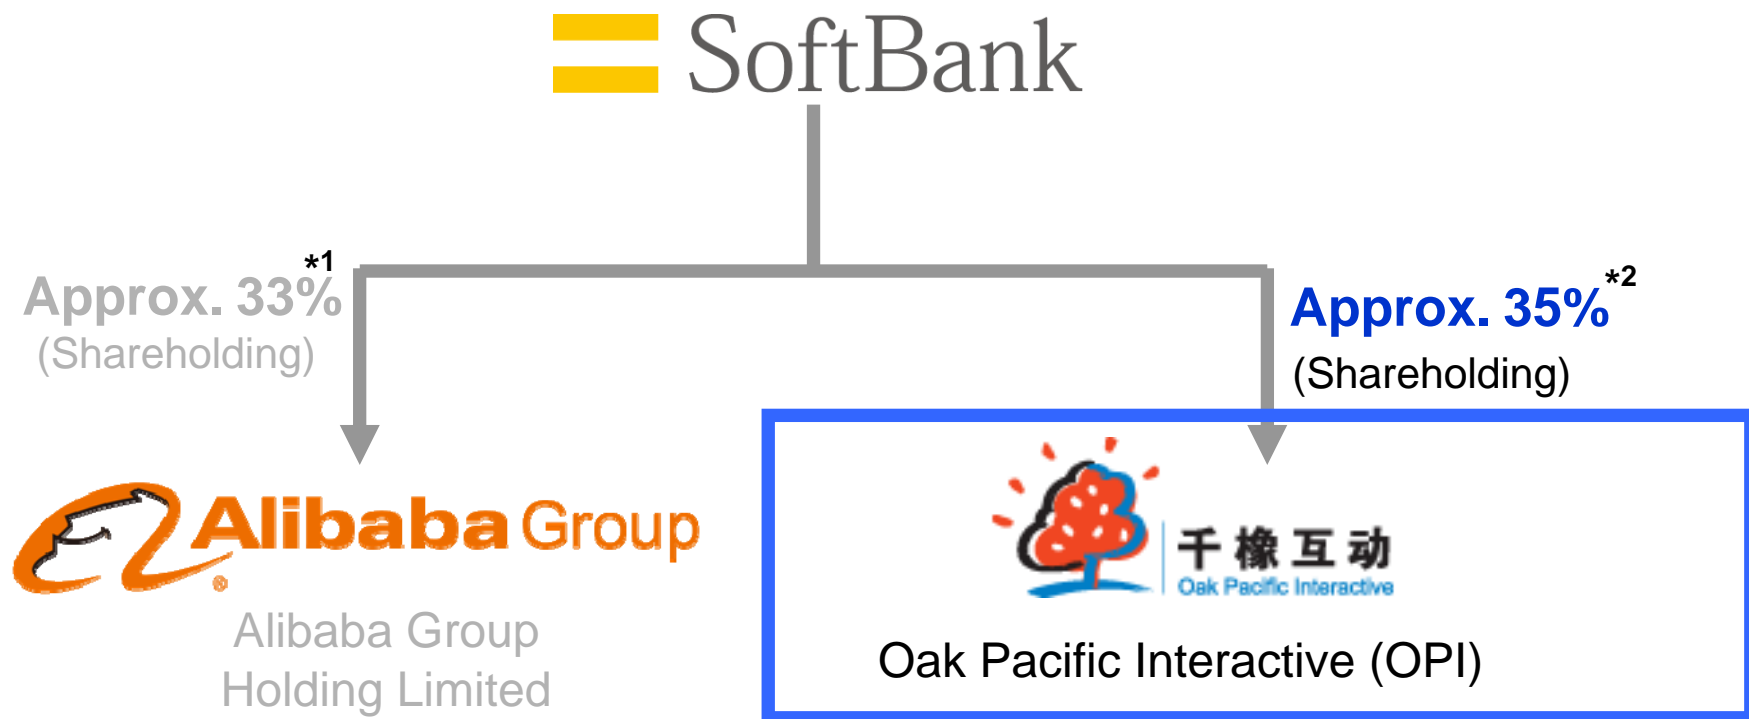 SoftBank
*1
Approx. 33%
(Shareholding)
*2
Approx. 35%
(Shareholding)
Alibaba Group
®
Alibaba Group
Holding Limited
千橡互动
Oak Pacific Interactive
Oak Pacific Interactive (OPI)